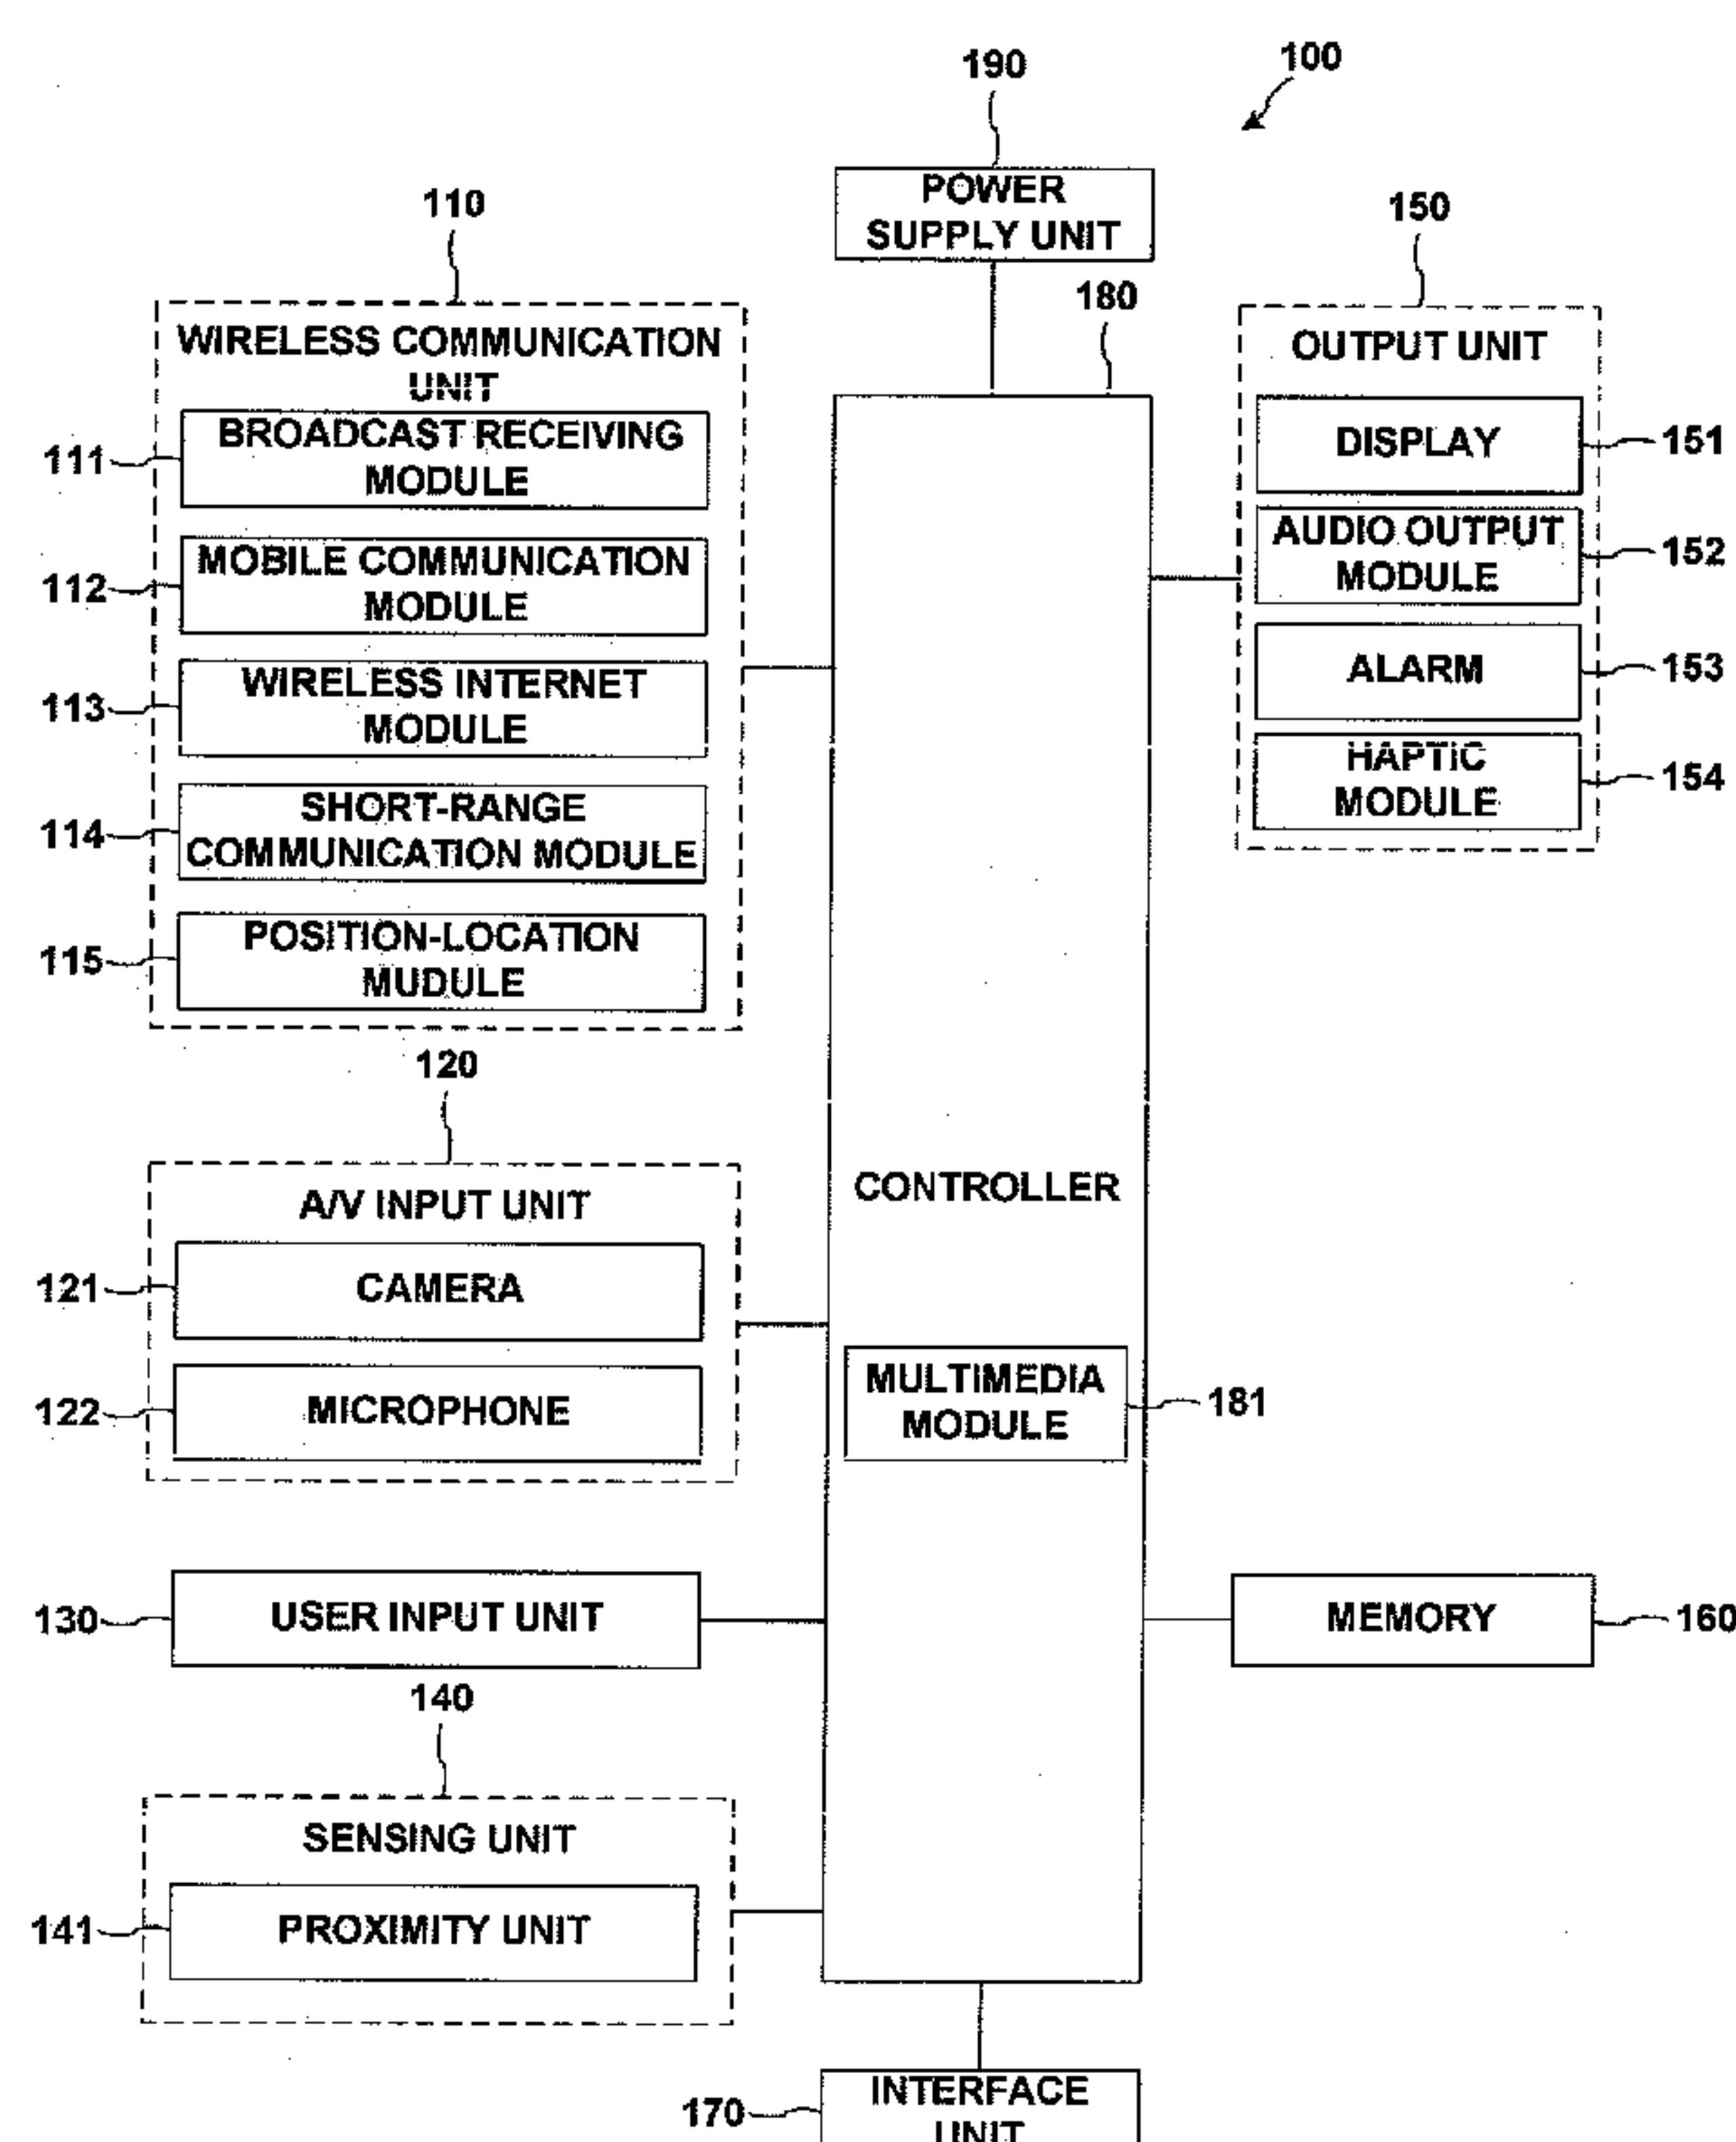 100
190
POWER
SUPPLY UNIT
180
110
WIRELESS COMMUNICATION
UNIT
111
BROADCAST RECEIVING
MODULE
112
MOBILE COMMUNICATION
MODULE
113
WIRELESS INTERNET
MODULE
114
SHORT-RANGE
COMMUNICATION MODULE
115
POSITION-LOCATION
MUDULE
150
OUTPUT UNIT
DISPLAY
151
AUDIO OUTPUT
MODULE
152
ALARM
153
HAPTIC
MODULE
154
120
A/V INPUT UNIT
121
CAMERA
122
MICROPHONE
CONTROLLER
MULTIMEDIA
MODULE
181
130
USER INPUT UNIT
MEMORY
160
140
SENSING UNIT
141
PROXIMITY UNIT
170
INTERFACE
UNIT